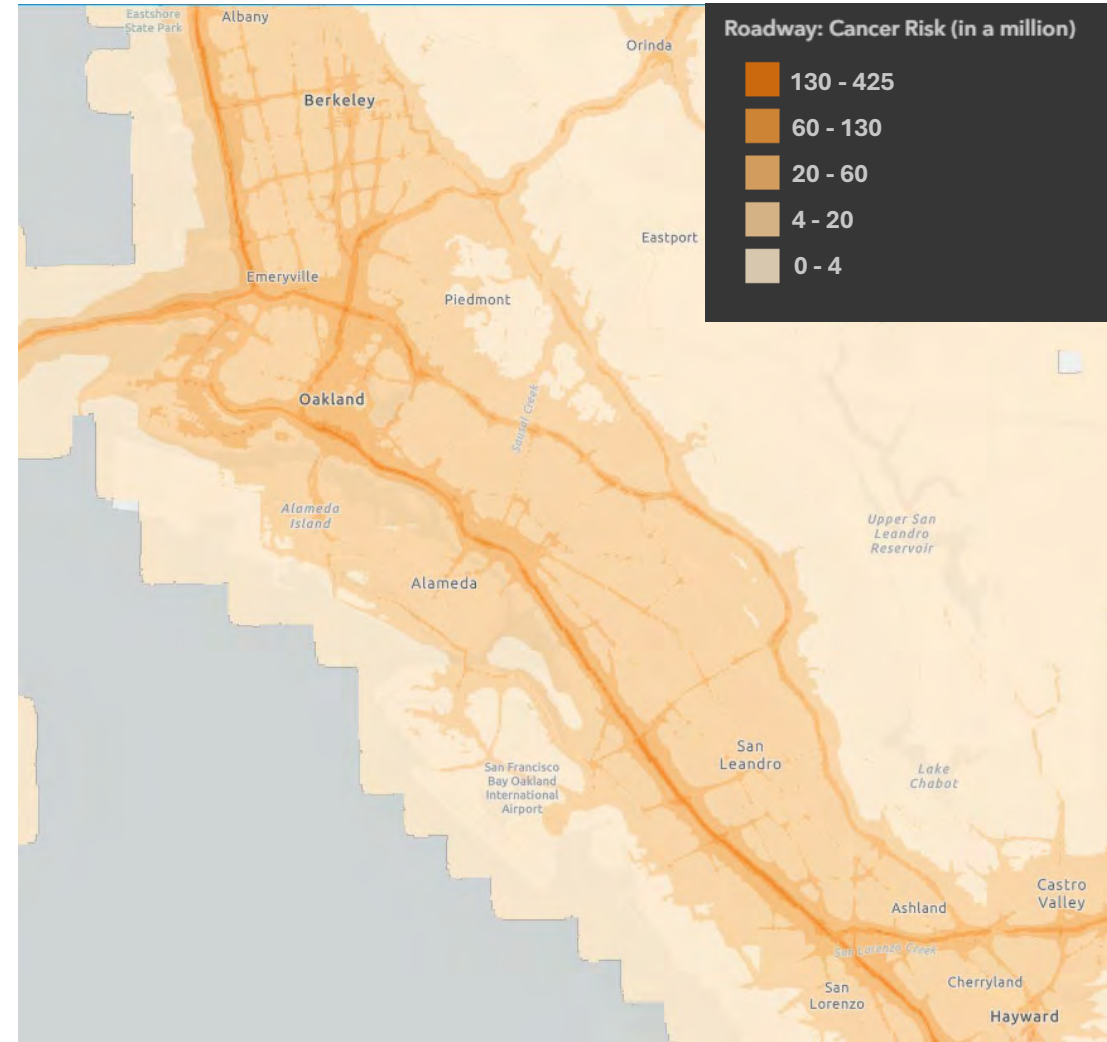 Eastshore
State Park
Albany
Orinda
Roadway: Cancer Risk (in a million)
130 - 425
60 - 130
20 - 60
4 - 20
0 - 4
Berkeley
Eastport
Emeryville
Piedmont
Oakland
Sausal Creek
Alameda
Island
Upper San
Leandro
Reservoir
Alameda
San
Leandro
San Francisco
Bay Oakland
International
Airport
Lake
Chabot
Castro
Valley
Ashland
San Lorenzo Creek
Cherryland
San
Lorenzo
Hayward